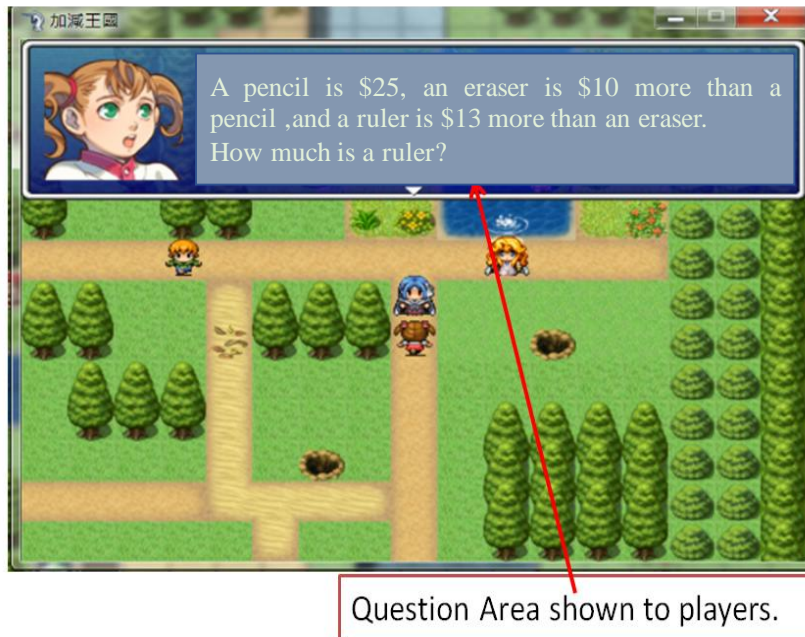 加減王國
A pencil is $25, an eraser is $10 more than a
pencil ,and a ruler is $13 more than an eraser.
How much is a ruler?
Question Area shown to players.